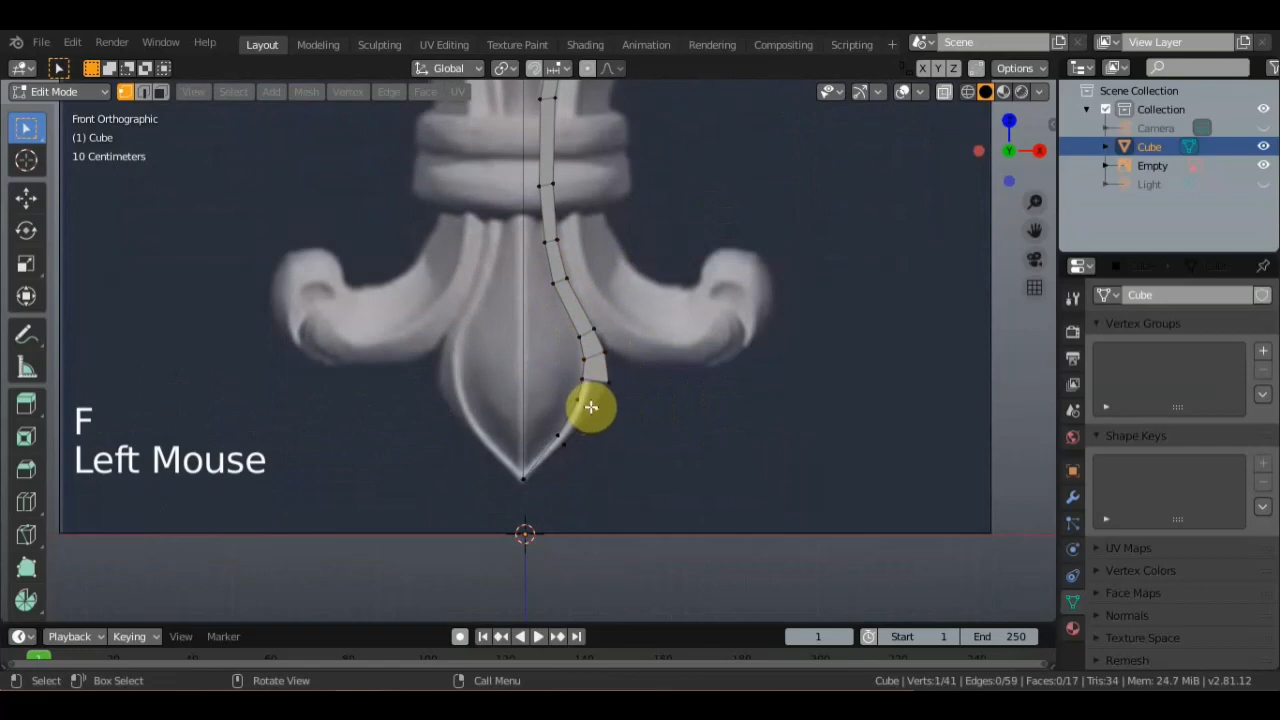 File Edit Render Window Help Layout Modeling Sculpting UV Editing Texture Paint Shading Animation Rendering Compositing Scripting + Scene View Layer
Global X Y Z Options
Edit Mode View Select Add Mesh Vertex Edge Face UV
Scene Collection
Collection
Camera
Cube
Empty
Light
Front Orthographic
(1) Cube
10 Centimeters
Z
Y
X
Cube
Vertex Groups
Shape Keys
UV Maps
Vertex Colors
Face Maps
Normals
Texture Space
Remesh
F
Left Mouse
Playback Keying View Marker 1 Start 1 End 250
1
Select Box Select Rotate View Call Menu Cube | Verts:1/41 | Edges:0/59 | Faces:0/17 | Tris:34 | Mem: 24.7 MiB | v2.81.12